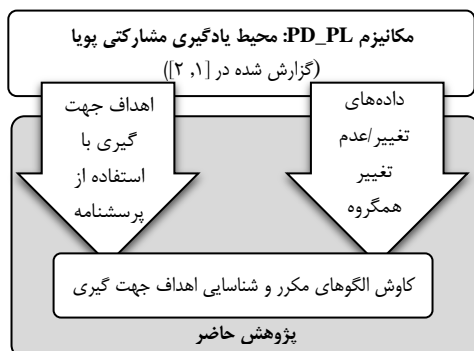 مکانیزم PD_PL: محیط یادگیری مشارکتی پویا
(گزارش شده در [۱, ۲])
داده‌های
تغییر/عدم
تغییر
همگروه
اهداف جهت
گیری با
استفاده از
پرسشنامه
کاوش الگوهای مکرر و شناسایی اهداف جهت گیری
پژوهش حاضر